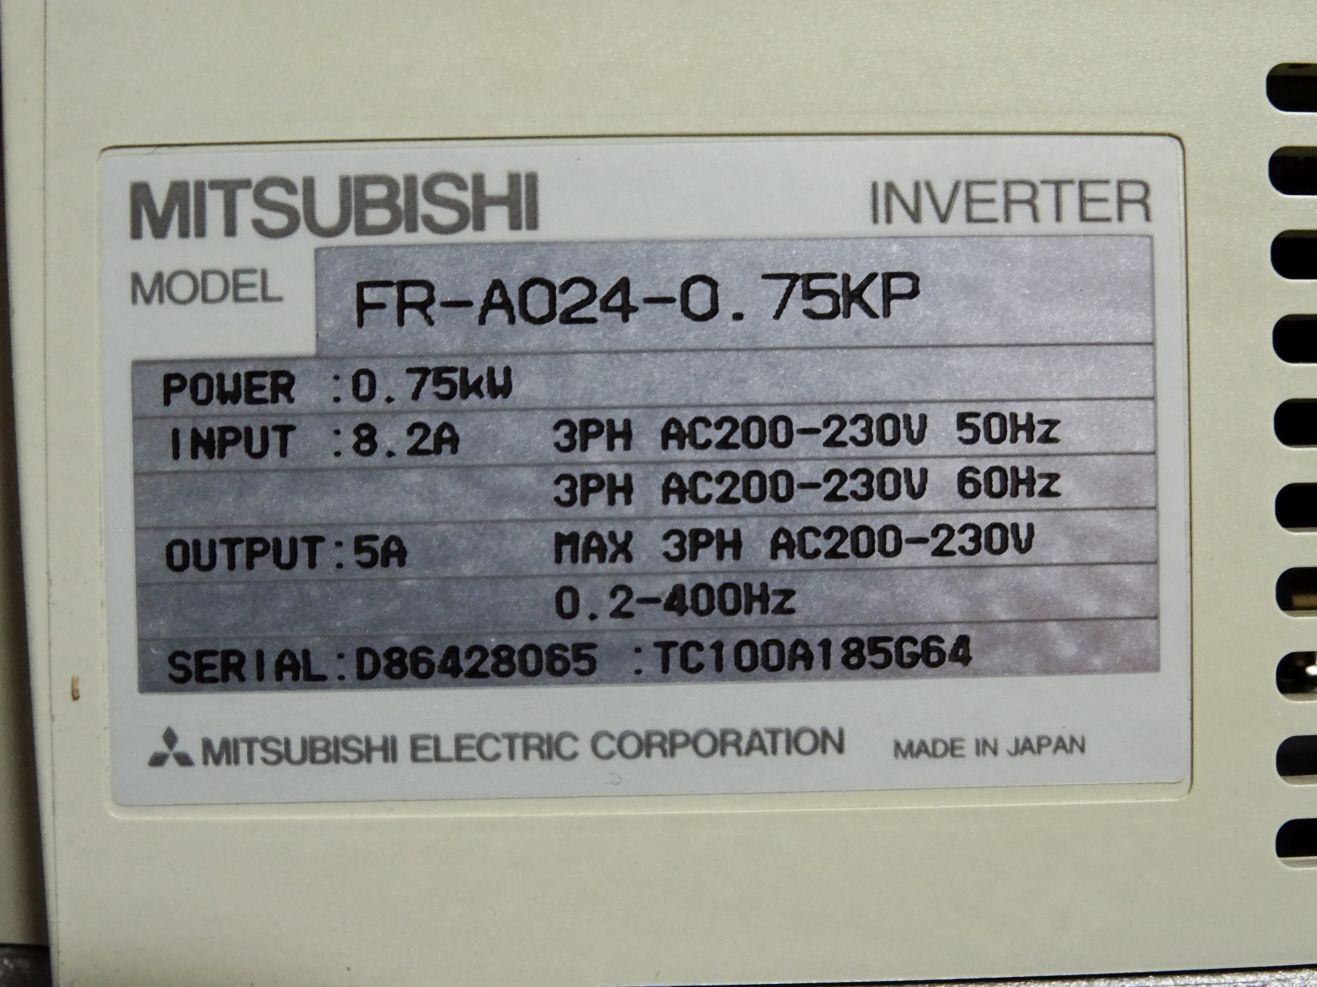 MITSUBISHI INVERTER
MODEL FR-A024-0.75KP
POWER :0.75kW
INPUT :8.2A 3PH AC200-230V 50Hz
3PH AC200-230V 60Hz
OUTPUT:5A MAX 3PH AC200-230V
0.2-400Hz
SERIAL:D86428065 :TC100A185G64
MITSUBISHI ELECTRIC CORPORATION MADE IN JAPAN